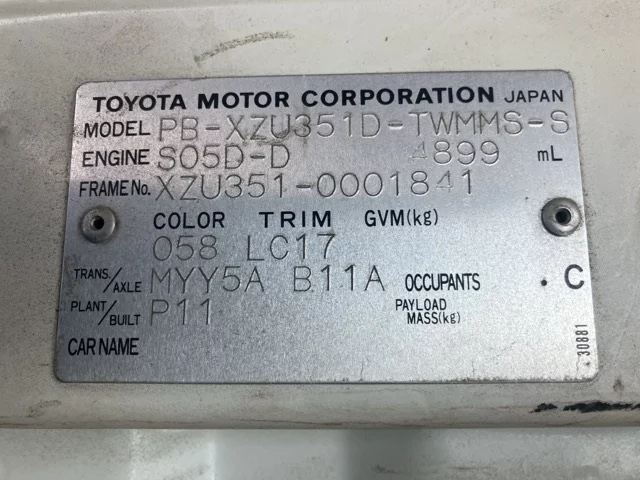 TOYOTA MOTOR CORPORATION JAPAN
MODEL PB-XZU351D-TWMMS-S
ENGINE S05D-D 4899 mL
FRAME No. XZU351-0001841
COLOR TRIM GVM(kg)
058 LC17
TRANS./AXLE MYY5A B11A OCCUPANTS . C
PLANT/BUILT P11 PAYLOAD MASS(kg)
CAR NAME
30881